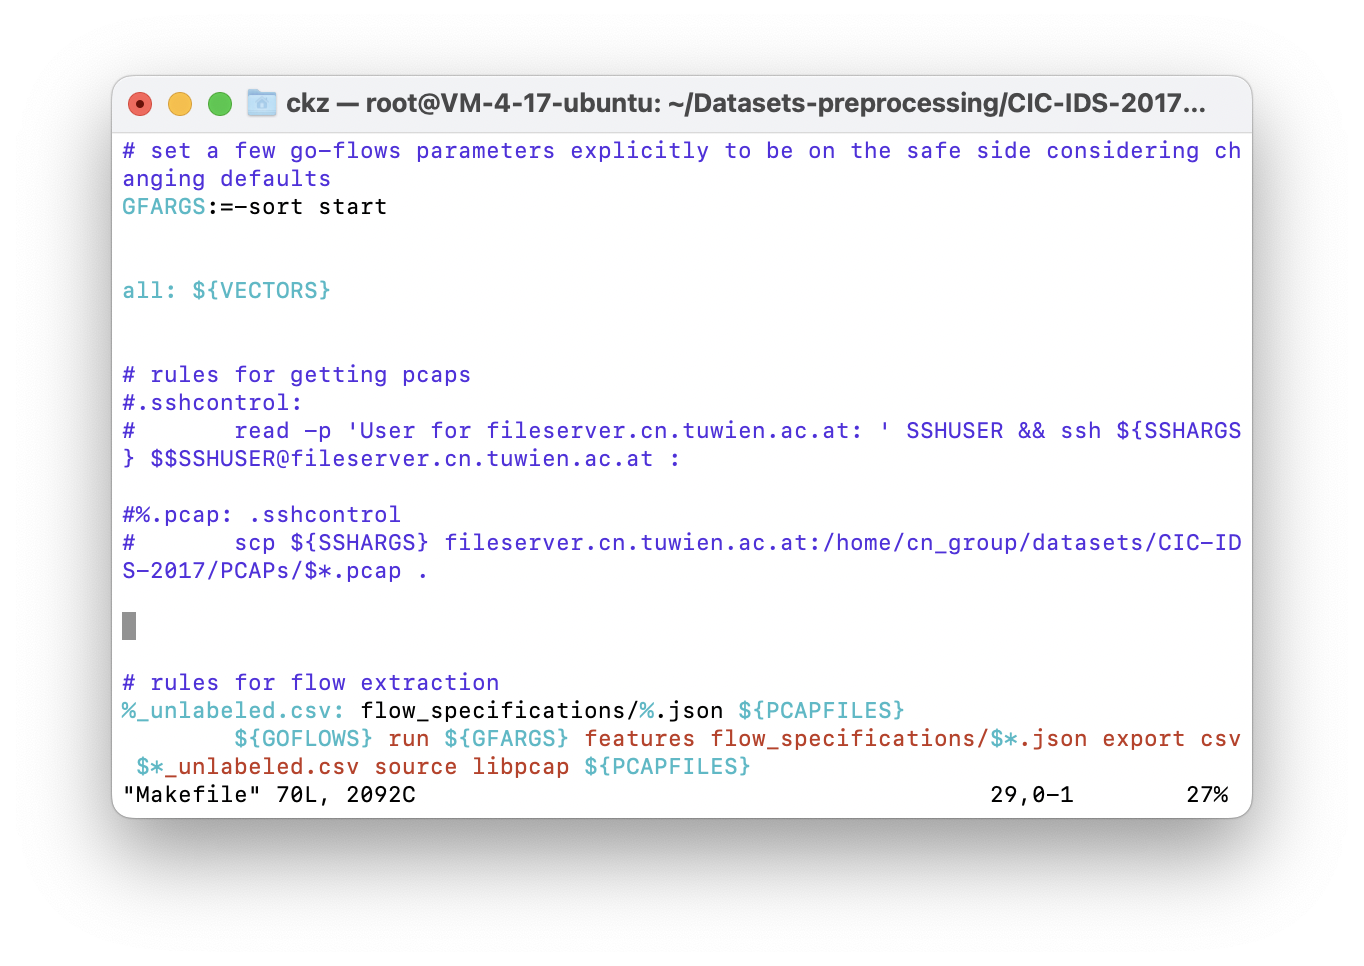 ckz — root@VM-4-17-ubuntu: ~/Datasets-preprocessing/CIC-IDS-2017...
# set a few go-flows parameters explicitly to be on the safe side considering ch
anging defaults
GFARGS:=-sort start
all: ${VECTORS}
# rules for getting pcaps
#.sshcontrol:
#       read -p 'User for fileserver.cn.tuwien.ac.at: ' SSHUSER && ssh ${SSHARGS
} $$SSHUSER@fileserver.cn.tuwien.ac.at :
#%.pcap: .sshcontrol
#       scp ${SSHARGS} fileserver.cn.tuwien.ac.at:/home/cn_group/datasets/CIC-ID
S-2017/PCAPs/$*.pcap .
# rules for flow extraction
%_unlabeled.csv: flow_specifications/%.json ${PCAPFILES}
        ${GOFLOWS} run ${GFARGS} features flow_specifications/$*.json export csv
 $*_unlabeled.csv source libpcap ${PCAPFILES}
"Makefile" 70L, 2092C                                         29,0-1        27%